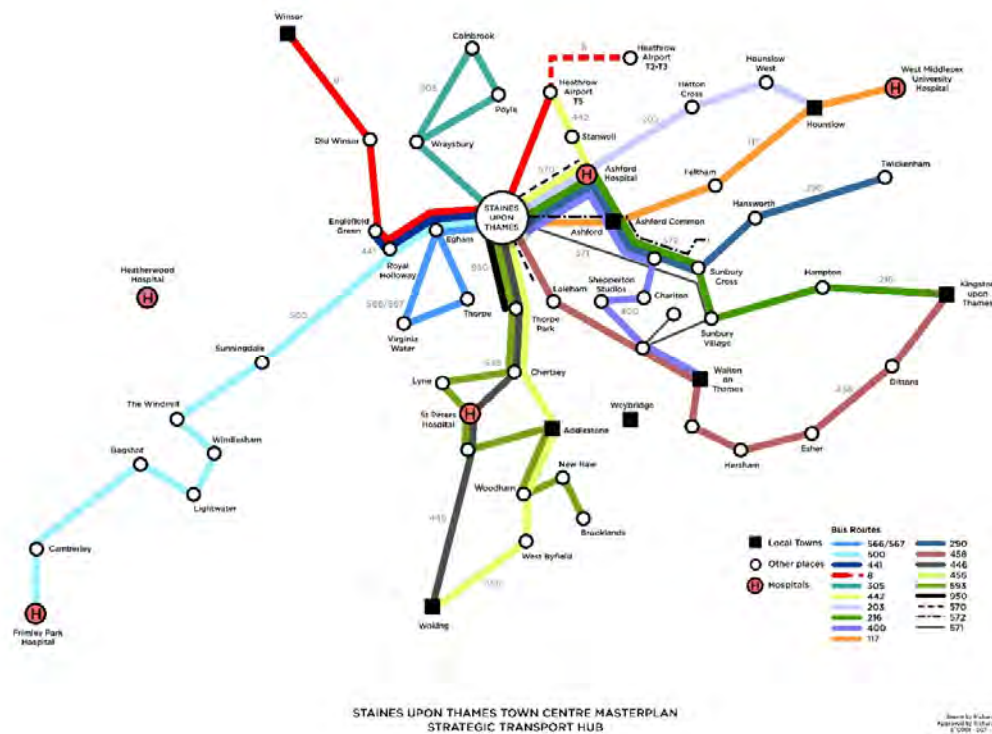 Winsor
Colnbrook
305
Poyle
Wraysbury
8
Heathrow
Airport
T2-T3
Heathrow
Airport
T5
442
Stanwell
Hatton
Cross
Hounslow
West
203
West Middlesex
University
Hospital
Hounslow
117
Feltham
Twickenham
290
Hansworth
Old Winsor
570
Ashford
Hospital
STAINES
UPON
THAMES
Englefield
Green
441
Royal
Holloway
Egham
Ashford
Ashford Common
572
571
Sunbury
Cross
Heatherwood
Hospital
H
950
566/567
Thorpe
Virginia
Water
Laleham
Thorpe
Park
Shepperton
Studios
Charlton
400
Sunbury
Village
Hampton
216
Kingston
upon
Thames
500
Sunningdale
Chertsey
Lyne
St Peters
Hospital
Walton
on
Thames
Dittons
458
The Windmill
Windlesham
Bagshot
Lightwater
Weybridge
Addlestone
Hersham
Esher
New Haw
Woodham
Brooklands
446
West Byfield
Camberley
Frimley Park
Hospital
Woking
Local Towns
Other places
Hospitals
Bus Routes
566/567
500
441
8
305
442
203
216
400
117
290
458
446
456
593
950
570
572
571
STAINES UPON THAMES TOWN CENTRE MASTERPLAN
STRATEGIC TRANSPORT HUB